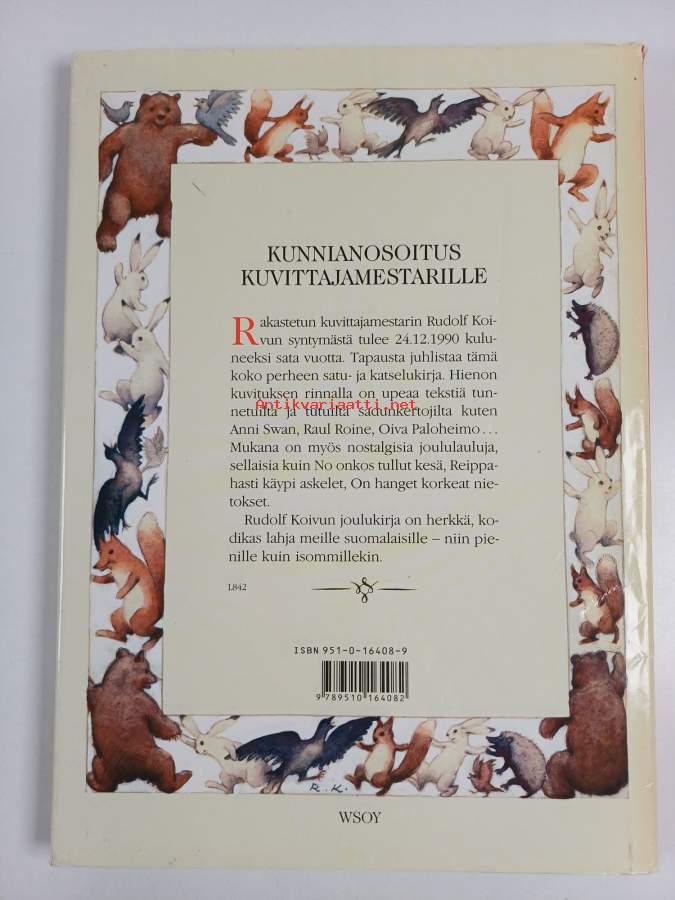 KUNNIANOSOITUS
KUVITTAJAMESTARILLE
Rakastetun kuvittajamestarin Rudolf Koi-
vun syntymästä tulee 24.12.1990 kulu-
neeksi sata vuotta. Tapausta juhlistaa tämä
koko perheen satu- ja katselukirja. Hienon
kuvituksen rinnalla on upeaa tekstiä tun-
Antikvariaatti.net
netuilta ja tutuilta sadunkertojilta kuten
Anni Swan, Raul Roine, Oiva Paloheimo...
Mukana on myös nostalgisia joululauluja,
sellaisia kuin No onkos tullut kesä, Reippa-
hasti käypi askelet, On hanget korkeat nie-
tokset.
Rudolf Koivun joulukirja on herkkä, ko-
dikas lahja meille suomalaisille – niin pie-
nille kuin isommillekin.
L842
ISBN 951-0-16408-9
9 789510 164082
R.K.
WSOY